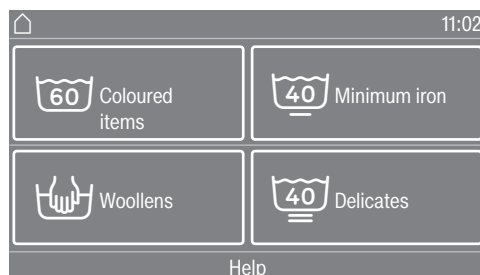 11:02
60 Coloured
items
40 Minimum iron
Woollens
40 Delicates
Help